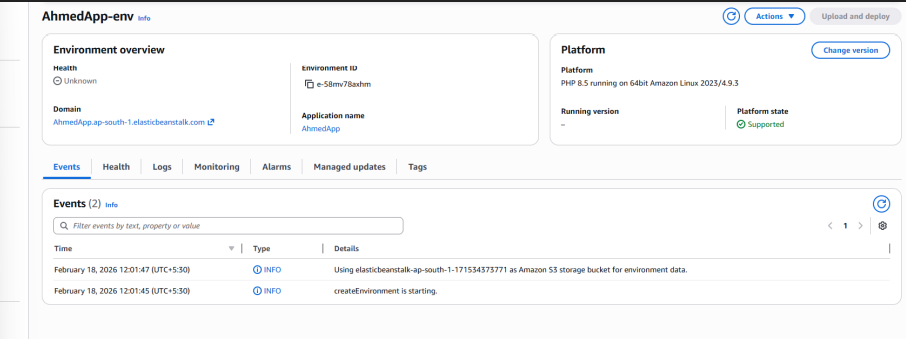 AhmedApp-env Info
Actions ▼
Upload and deploy
Environment overview
Health
Unknown
Environment ID
e-58mv78axhm
Domain
AhmedApp.ap-south-1.elasticbeanstalk.com
Application name
AhmedApp
Platform
Change version
Platform
PHP 8.5 running on 64bit Amazon Linux 2023/4.9.3
Running version
–
Platform state
Supported
Events Health Logs Monitoring Alarms Managed updates Tags
Events (2) Info
Filter events by text, property or value
1
Time Type Details
February 18, 2026 12:01:47 (UTC+5:30) INFO Using elasticbeanstalk-ap-south-1-171534373771 as Amazon S3 storage bucket for environment data.
February 18, 2026 12:01:45 (UTC+5:30) INFO createEnvironment is starting.